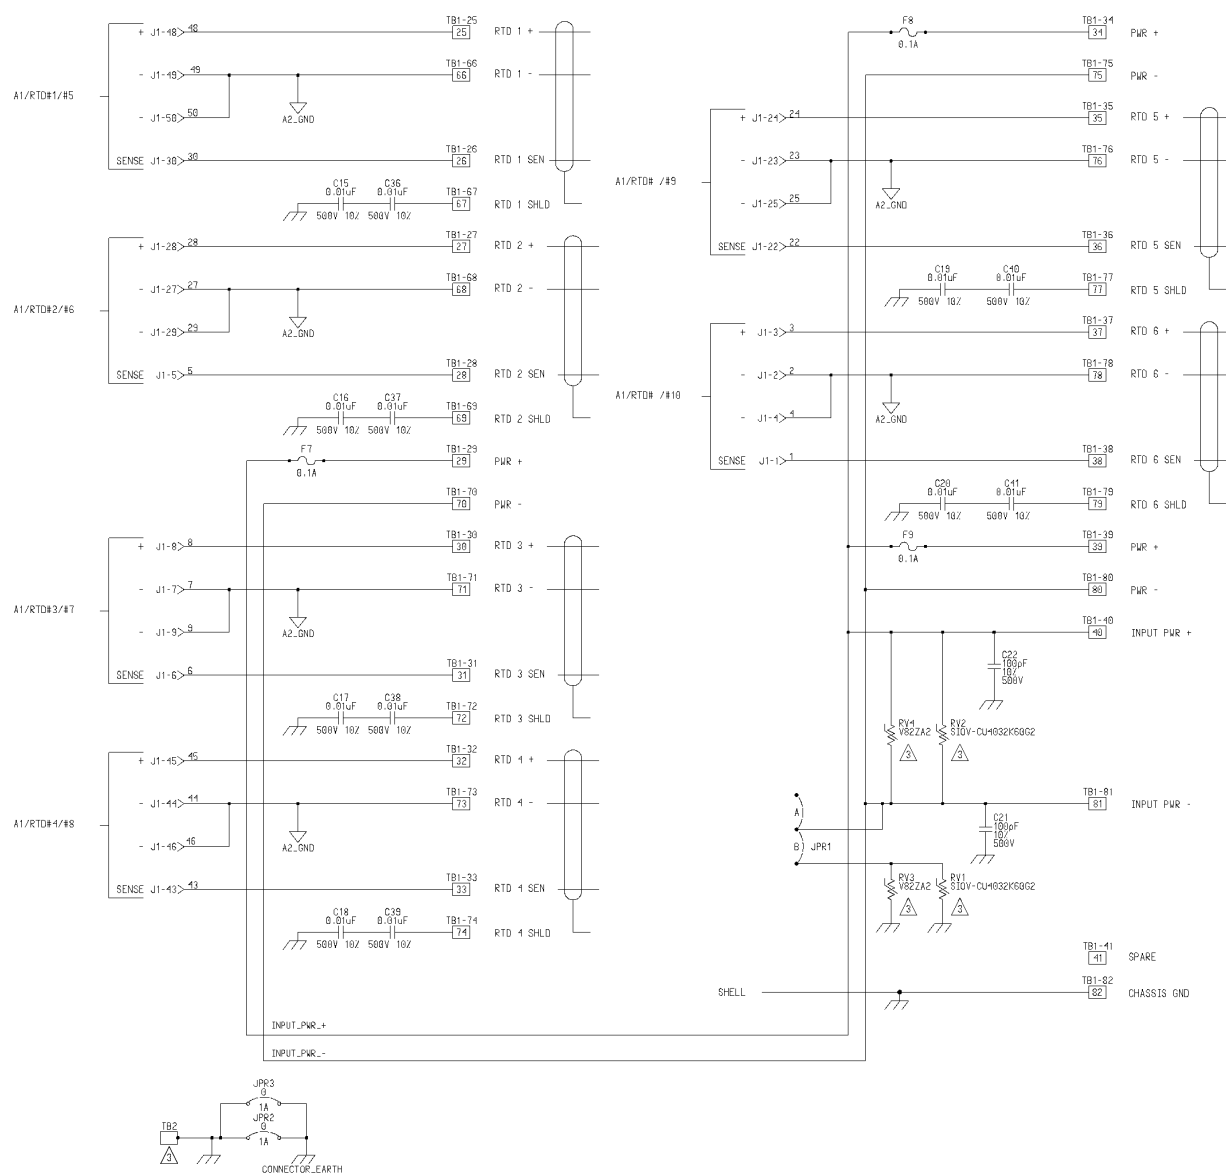 TB1-25
+ J1-48 48 25 RTD 1 +
TB1-66
- J1-49 49 66 RTD 1 -
A1/RTD#1/#5
- J1-50 50
A2_GND
TB1-26
SENSE J1-30 30 26 RTD 1 SEN
C15 C36
0.01uF 0.01uF TB1-67
67 RTD 1 SHLD
500V 10% 500V 10%
TB1-27
+ J1-28 28 27 RTD 2 +
TB1-68
- J1-27 27 68 RTD 2 -
A1/RTD#2/#6
- J1-29 29
A2_GND
TB1-28
SENSE J1-5 5 28 RTD 2 SEN
C16 C37
0.01uF 0.01uF TB1-69
69 RTD 2 SHLD
500V 10% 500V 10%
F7 TB1-29
29 PWR +
0.1A
TB1-70
70 PWR -
TB1-30
+ J1-8 8 30 RTD 3 +
TB1-71
- J1-7 7 71 RTD 3 -
A1/RTD#3/#7
- J1-9 9
A2_GND
TB1-31
SENSE J1-6 6 31 RTD 3 SEN
C17 C38
0.01uF 0.01uF TB1-72
72 RTD 3 SHLD
500V 10% 500V 10%
TB1-32
+ J1-45 45 32 RTD 4 +
TB1-73
- J1-44 44 73 RTD 4 -
A1/RTD#4/#8
- J1-46 46
A2_GND
TB1-33
SENSE J1-43 43 33 RTD 4 SEN
C18 C39
0.01uF 0.01uF TB1-74
74 RTD 4 SHLD
500V 10% 500V 10%
INPUT_PWR_+
INPUT_PWR_-
JPR3
0
1A
JPR2
0
1A
TB2
3
CONNECTOR_EARTH
F8 TB1-34
34 PWR +
0.1A
TB1-75
75 PWR -
TB1-35
+ J1-24 24 35 RTD 5 +
TB1-76
- J1-23 23 76 RTD 5 -
A1/RTD# /#9
- J1-25 25
A2_GND
TB1-36
SENSE J1-22 22 36 RTD 5 SEN
C19 C40
0.01uF 0.01uF TB1-77
77 RTD 5 SHLD
500V 10% 500V 10%
TB1-37
+ J1-3 3 37 RTD 6 +
TB1-78
- J1-2 2 78 RTD 6 -
A1/RTD# /#10
- J1-4 4
A2_GND
TB1-38
SENSE J1-1 1 38 RTD 6 SEN
C20 C41
0.01uF 0.01uF TB1-79
79 RTD 6 SHLD
500V 10% 500V 10%
F9 TB1-39
39 PWR +
0.1A
TB1-80
80 PWR -
TB1-40
40 INPUT PWR +
C22
100pF
10%
500V
RV4 RV2
V82ZA2 SIOV-CU4032K60G2
3 3
TB1-81
81 INPUT PWR -
A
B JPR1
C21
100pF
10%
500V
RV3 RV1
V82ZA2 SIOV-CU4032K60G2
3 3
TB1-41
41 SPARE
TB1-82
SHELL 82 CHASSIS GND